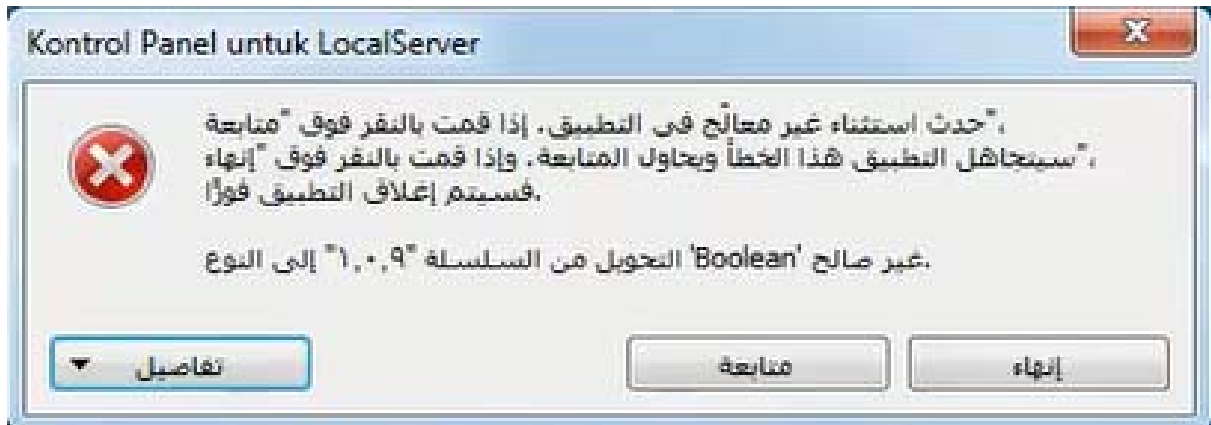 Kontrol Panel untuk LocalServer
حدث استثناء غير معالَج في التطبيق. إذا قمت بالنقر فوق "متابعة"،
سيتجاهل التطبيق هذا الخطأ ويحاول المتابعة. وإذا قمت بالنقر فوق "إنهاء"،
فسيتم إغلاق التطبيق فورًا.
التحويل من السلسلة "١,٠,٩" إلى النوع 'Boolean' غير صالح.
تفاصيل
متابعة
إنهاء